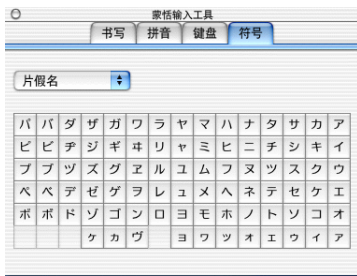 蒙恬输入工具
书写 拼音 键盘 符号
片假名
パ バ ダ ザ ガ ワ ラ ヤ マ ハ ナ タ サ カ ア
ピ ビ ヂ ジ ギ ヰ リ ャ ミ ヒ ニ チ シ キ イ
プ ブ ヅ ズ グ ヱ ル ユ ム フ ヌ ツ ス ク ウ
ペ ベ デ ゼ ゲ ヲ レ ュ メ ヘ ネ テ セ ケ エ
ポ ボ ド ゾ ゴ ン ロ ヨ モ ホ ノ ト ソ コ オ
ヶ ヵ ヴ ョ ヮ ッ ォ ェ ゥ ィ ァ